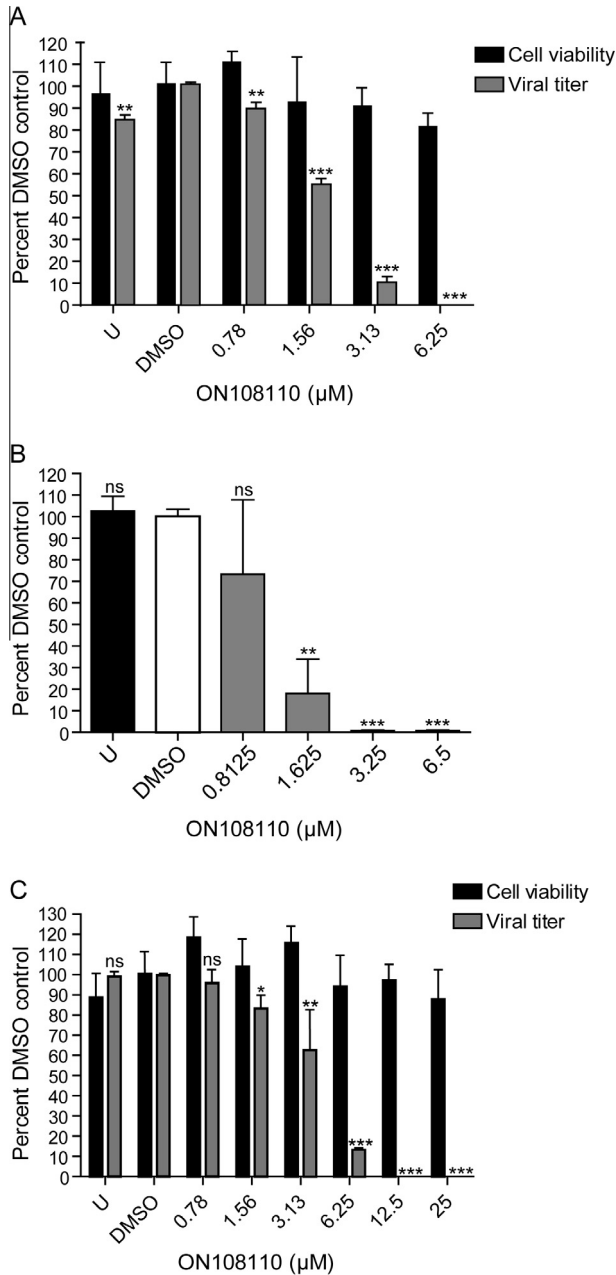 A
120
110
100
90
80
70
60
50
40
30
20
10
0
Percent DMSO control
Cell viability
Viral titer
**
**
***
***
***
U
DMSO
0.78
1.56
3.13
6.25
ON108110 (µM)
B
120
110
100
90
80
70
60
50
40
30
20
10
0
Percent DMSO control
ns
ns
**
***
***
U
DMSO
0.8125
1.625
3.25
6.5
ON108110 (µM)
C
130
120
110
100
90
80
70
60
50
40
30
20
10
0
Percent DMSO control
Cell viability
Viral titer
ns
ns
*
**
***
***
***
U
DMSO
0.78
1.56
3.13
6.25
12.5
25
ON108110 (µM)